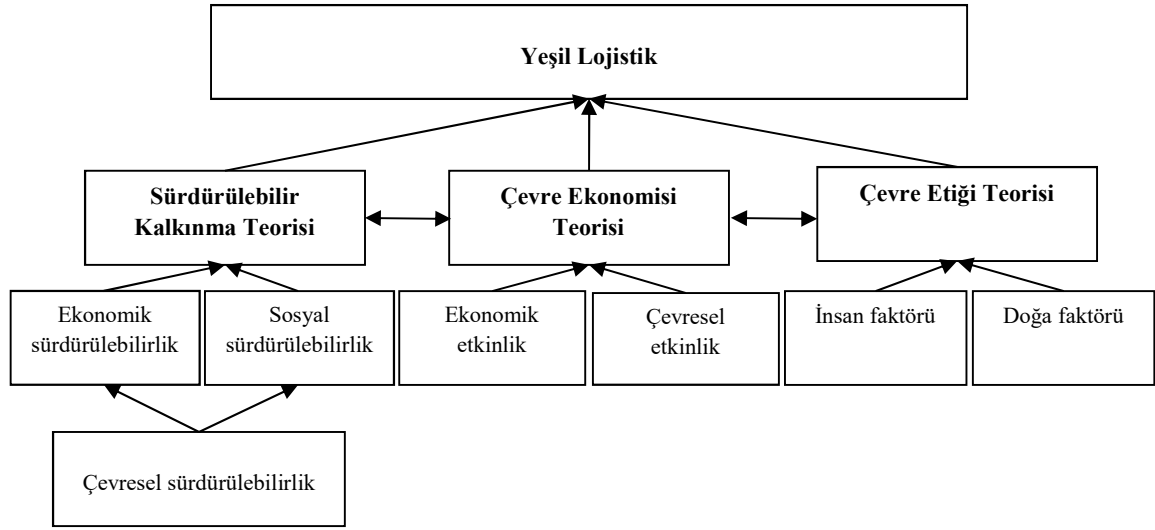 Yeşil Lojistik
Sürdürülebilir
Kalkınma Teorisi
Çevre Ekonomisi
Teorisi
Çevre Etiği Teorisi
Ekonomik
sürdürülebilirlik
Sosyal
sürdürülebilirlik
Ekonomik
etkinlik
Çevresel
etkinlik
İnsan faktörü
Doğa faktörü
Çevresel sürdürülebilirlik